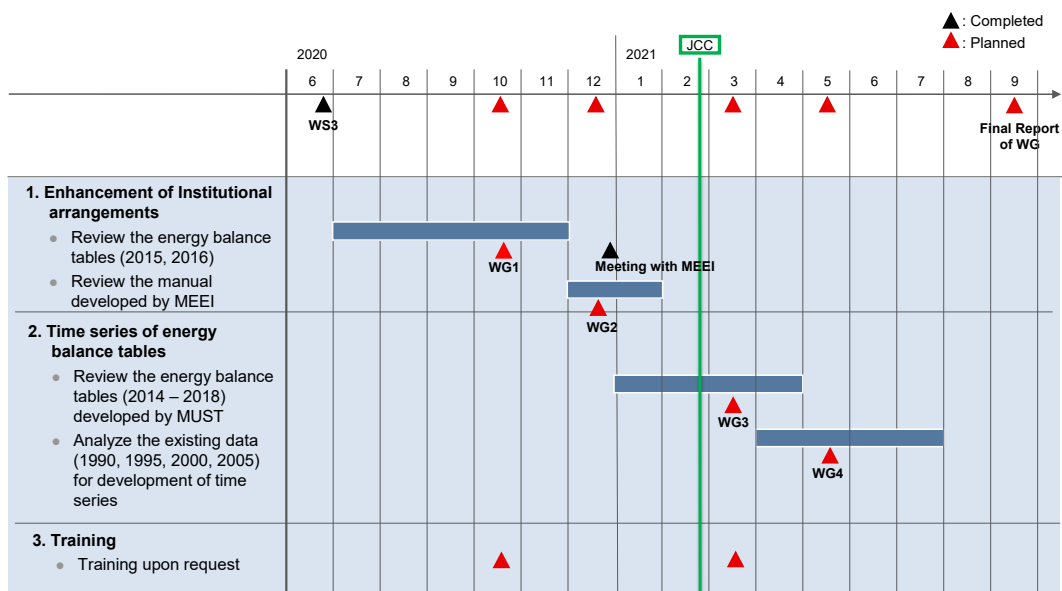 : Completed
: Planned
2020
JCC
2021
6 7 8 9 10 11 12 1 2 3 4 5 6 7 8 9
WS3
Final Report
of WG
1. Enhancement of Institutional
arrangements
Review the energy balance
tables (2015, 2016)
Review the manual
developed by MEEI
WG1
Meeting with MEEI
WG2
2. Time series of energy
balance tables
Review the energy balance
tables (2014 – 2018)
developed by MUST
Analyze the existing data
(1990, 1995, 2000, 2005)
for development of time
series
WG3
WG4
3. Training
Training upon request